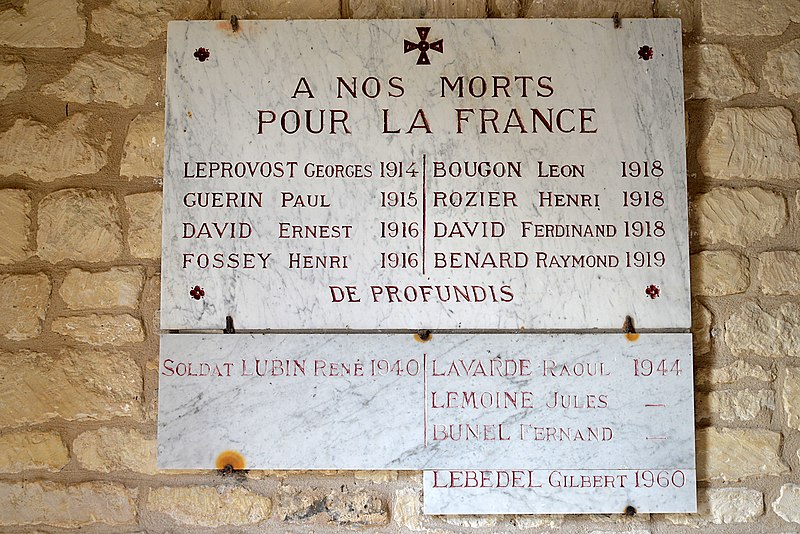 A NOS MORTS
POUR LA FRANCE
LEPROVOST GEORGES 1914
GUERIN PAUL 1915
DAVID ERNEST 1916
FOSSEY HENRI 1916
BOUGON LEON 1918
ROZIER HENRI 1918
DAVID FERDINAND 1918
BENARD RAYMOND 1919
DE PROFUNDIS
SOLDAT LUBIN RENÉ 1940
LAVARDE RAOUL 1944
LEMOINE JULES —
BUNEL FERNAND —
LEBEDEL GILBERT 1960